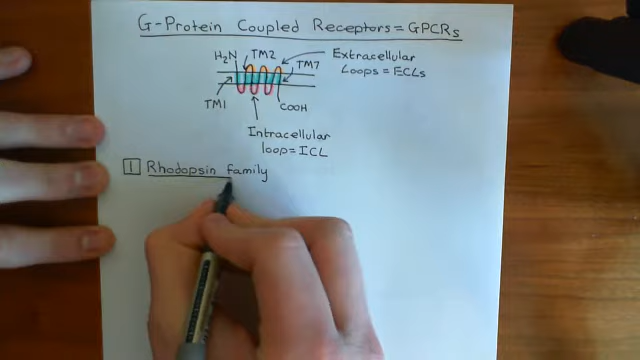 G-Protein Coupled Receptors = GPCRs
H₂N
TM2
Extracellular
Loops = ECLs
TM7
TM1
COOH
Intracellular
loop = ICL
1 Rhodopsin family